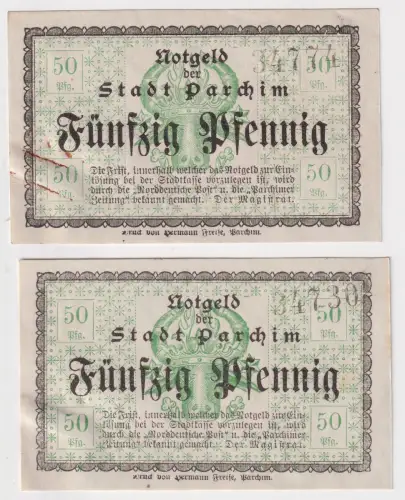 50 Pfg. Notgeld 34774 50
der
Stadt Parchim
Fünfzig Pfennig
50 Pfg. Die Frist, innerhalb welcher das Notgeld zur Ein- 50 Pfg.
lösung bei der Stadtkasse vorzulegen ist, wird
durch die "Norddeutsche Post" u. die "Parchimer
Zeitung" bekannt gemacht. Der Magistrat.
Druck von Hermann Freise, Parchim.
50 Pfg. Notgeld 34730 50 Pfg.
der
Stadt Parchim
Fünfzig Pfennig
50 Pfg. Die Frist, innerhalb welcher das Notgeld zur Ein- 50 Pfg.
lösung bei der Stadtkasse vorzulegen ist, wird
durch die "Norddeutsche Post" u. die "Parchimer
Zeitung" bekannt gemacht. Der Magistrat.
Druck von Hermann Freise, Parchim.